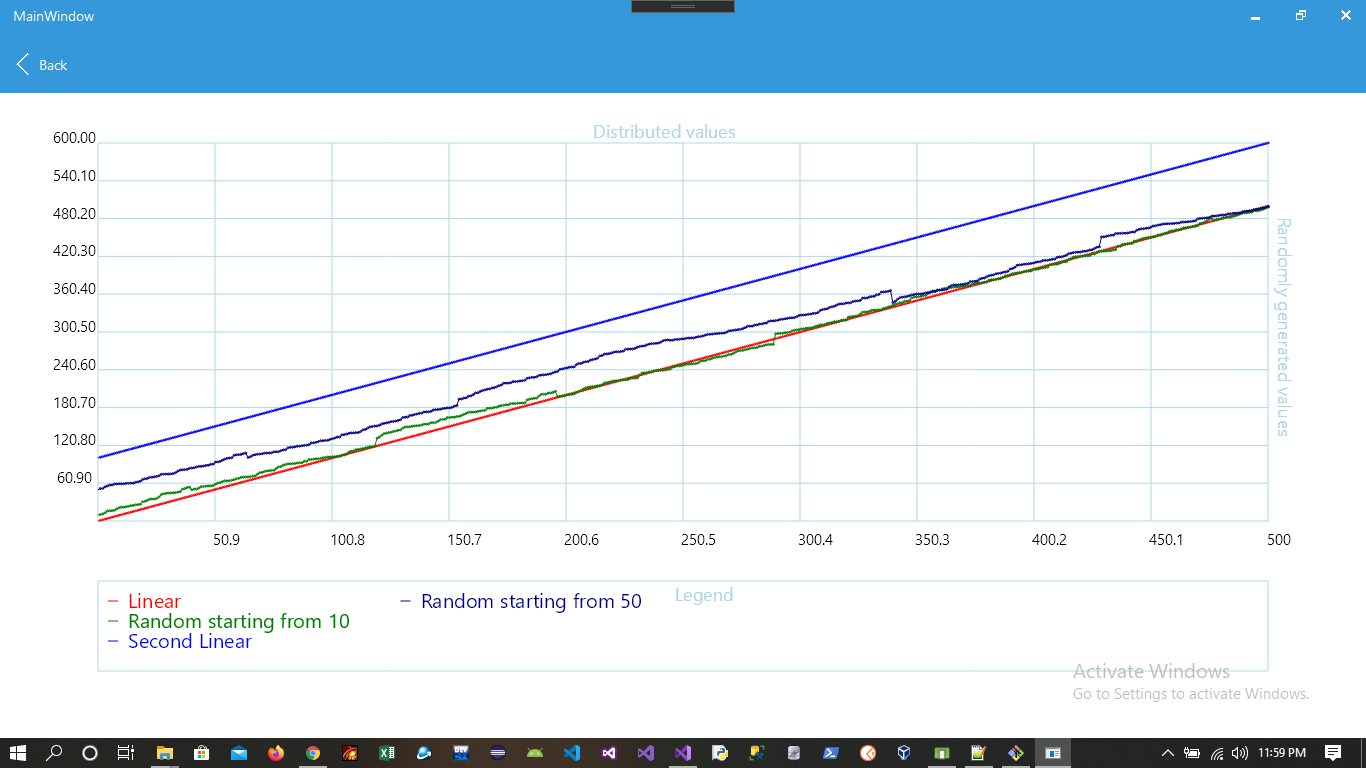 MainWindow
Back
Distributed values
600.00
540.10
480.20
420.30
360.40
300.50
240.60
180.70
120.80
60.90
Randomly generated values
50.9 100.8 150.7 200.6 250.5 300.4 350.3 400.2 450.1 500
Legend
Linear
Random starting from 10
Second Linear
Random starting from 50
Activate Windows
Go to Settings to activate Windows.
11:59 PM